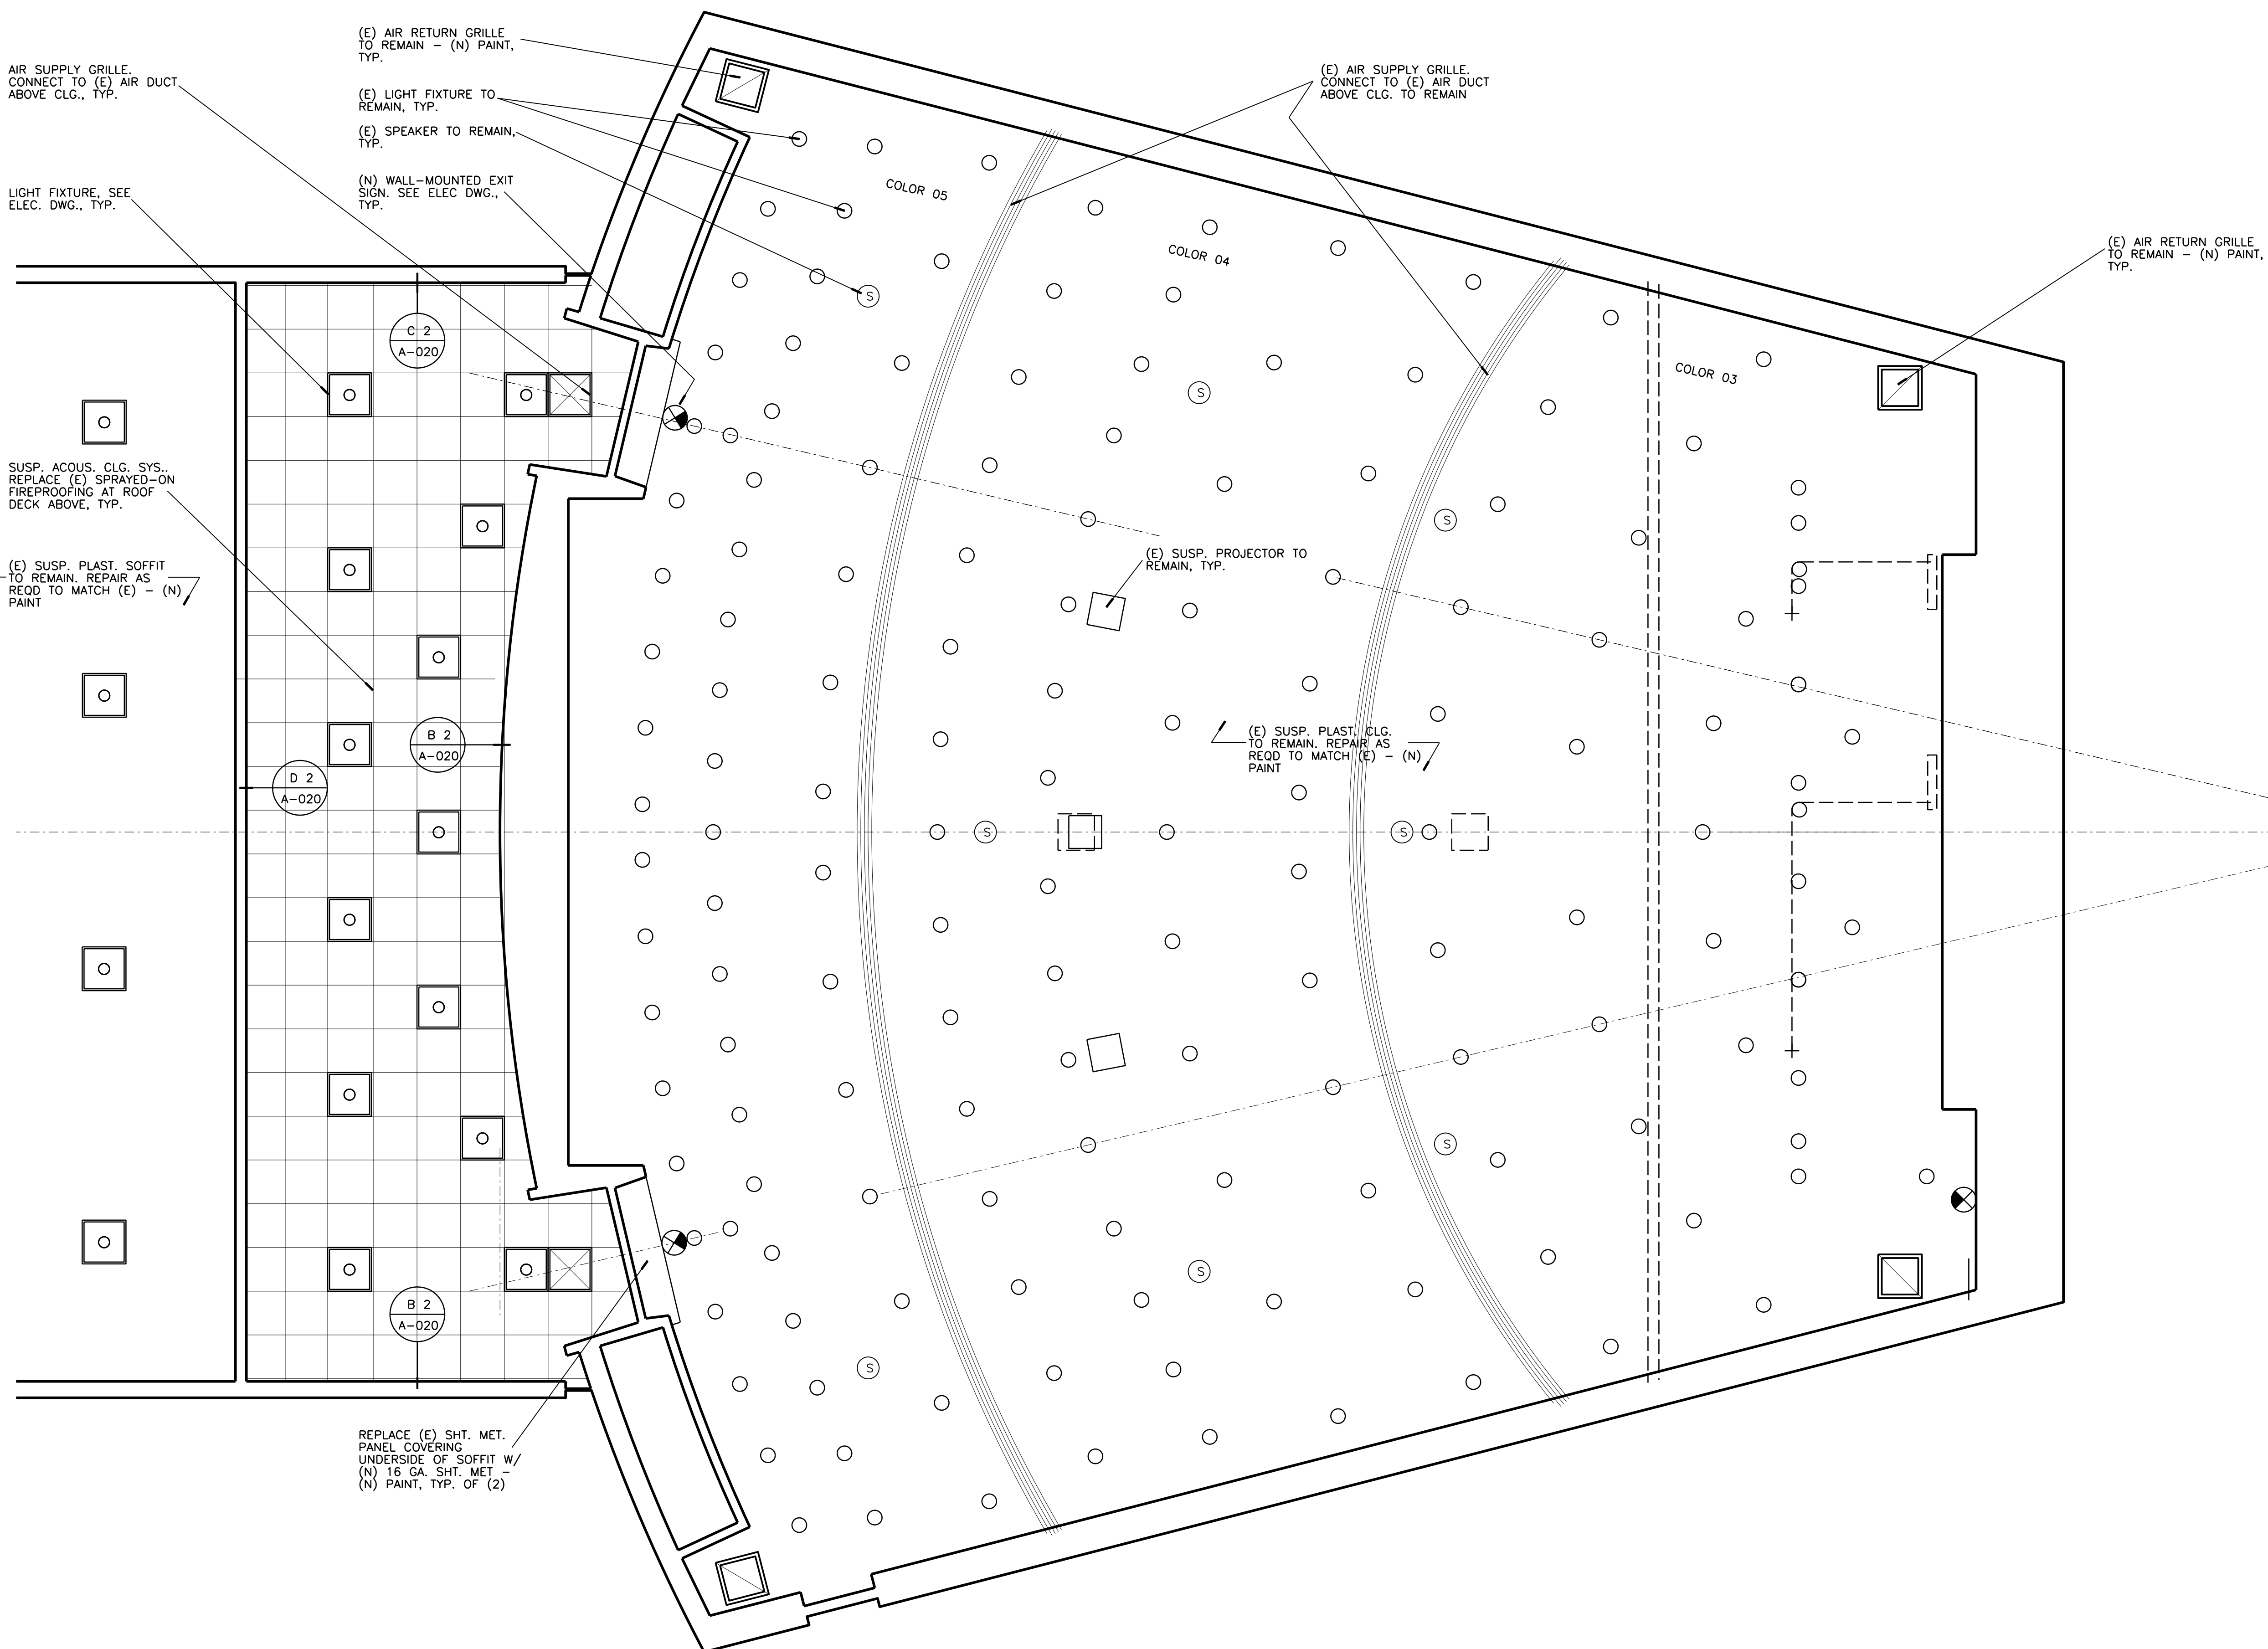 (E) AIR RETURN GRILLE
TO REMAIN – (N) PAINT,
TYP.
AIR SUPPLY GRILLE.
CONNECT TO (E) AIR DUCT
ABOVE CLG., TYP.
(E) LIGHT FIXTURE TO
REMAIN, TYP.
(E) SPEAKER TO REMAIN,
TYP.
(N) WALL–MOUNTED EXIT
SIGN. SEE ELEC DWG.,
TYP.
LIGHT FIXTURE, SEE
ELEC. DWG., TYP.
(E) AIR SUPPLY GRILLE.
CONNECT TO (E) AIR DUCT
ABOVE CLG. TO REMAIN
(E) AIR RETURN GRILLE
TO REMAIN – (N) PAINT,
TYP.
COLOR 05
COLOR 04
COLOR 03
S
C 2
A–020
S
SUSP. ACOUS. CLG. SYS..
REPLACE (E) SPRAYED–ON
FIREPROOFING AT ROOF
DECK ABOVE, TYP.
S
(E) SUSP. PLAST. SOFFIT
TO REMAIN. REPAIR AS
REQD TO MATCH (E) – (N)
PAINT
(E) SUSP. PROJECTOR TO
REMAIN, TYP.
B 2
A–020
(E) SUSP. PLAST. CLG.
TO REMAIN. REPAIR AS
REQD TO MATCH (E) – (N)
PAINT
D 2
A–020
S
S
S
S
B 2
A–020
S
REPLACE (E) SHT. MET.
PANEL COVERING
UNDERSIDE OF SOFFIT W/
(N) 16 GA. SHT. MET –
(N) PAINT, TYP. OF (2)